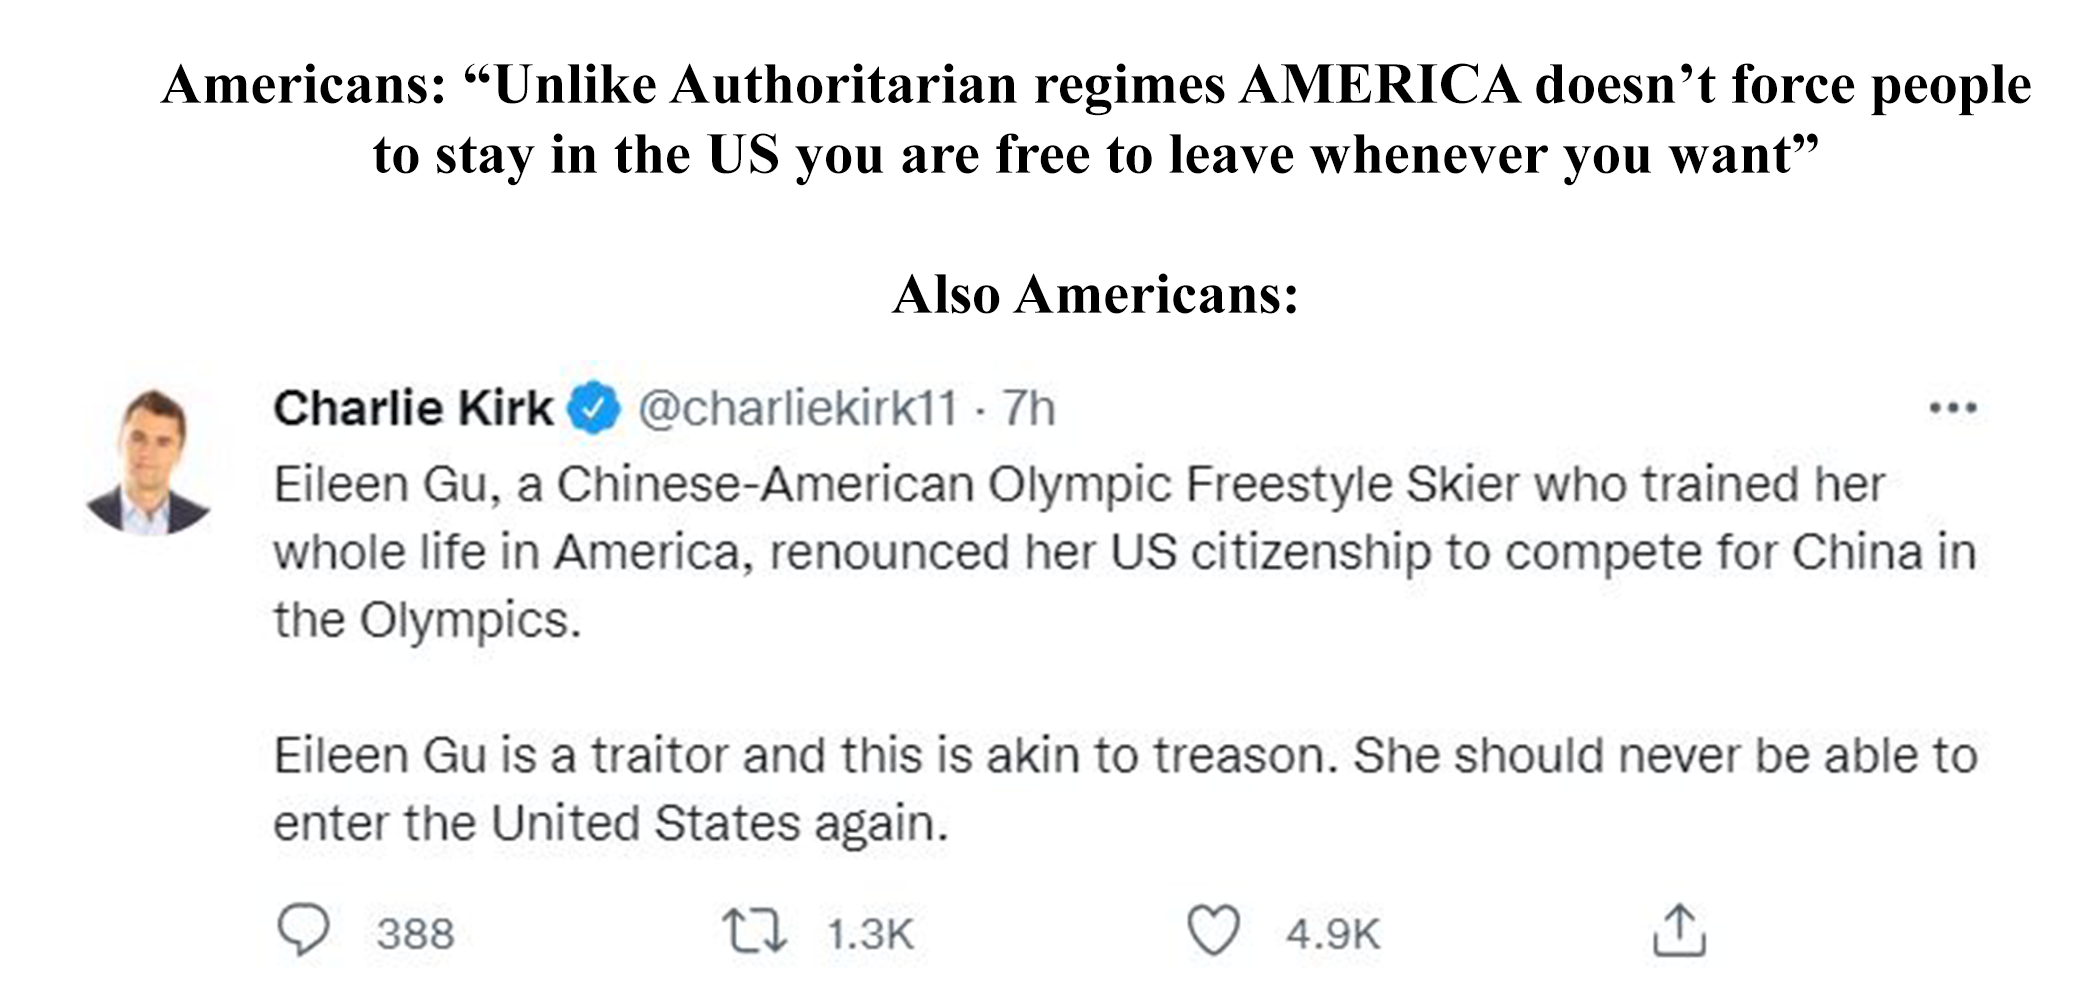 Americans: “Unlike Authoritarian regimes AMERICA doesn’t force people
to stay in the US you are free to leave whenever you want”
Also Americans:
Charlie Kirk @charliekirk11 · 7h
Eileen Gu, a Chinese-American Olympic Freestyle Skier who trained her
whole life in America, renounced her US citizenship to compete for China in
the Olympics.
Eileen Gu is a traitor and this is akin to treason. She should never be able to
enter the United States again.
388 1.3K 4.9K